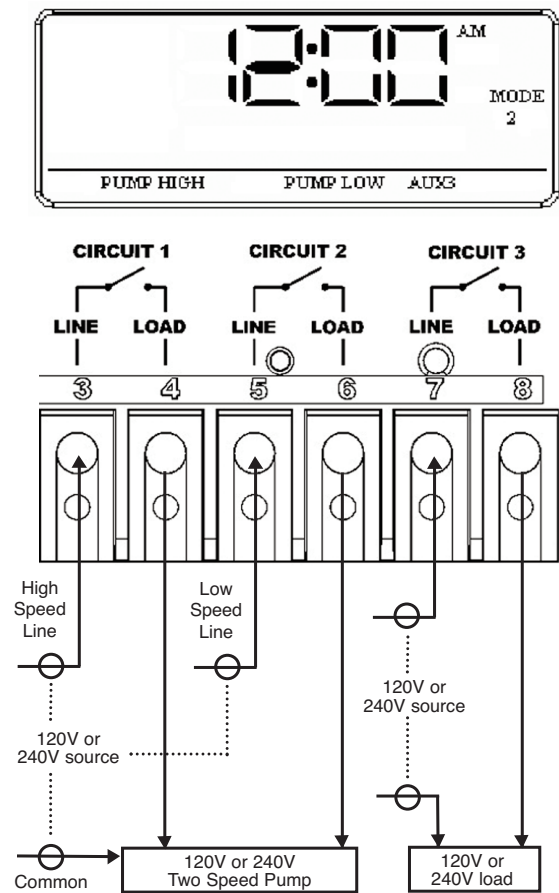 12:00 AM
MODE
2
PUMP HIGH PUMP LOW AUX3
CIRCUIT 1 CIRCUIT 2 CIRCUIT 3
LINE LOAD LINE LOAD LINE LOAD
3 4 5 6 7 8
High
Speed
Line
Low
Speed
Line
120V or
240V source
120V or
240V source
Common
120V or 240V
Two Speed Pump
120V or
240V load